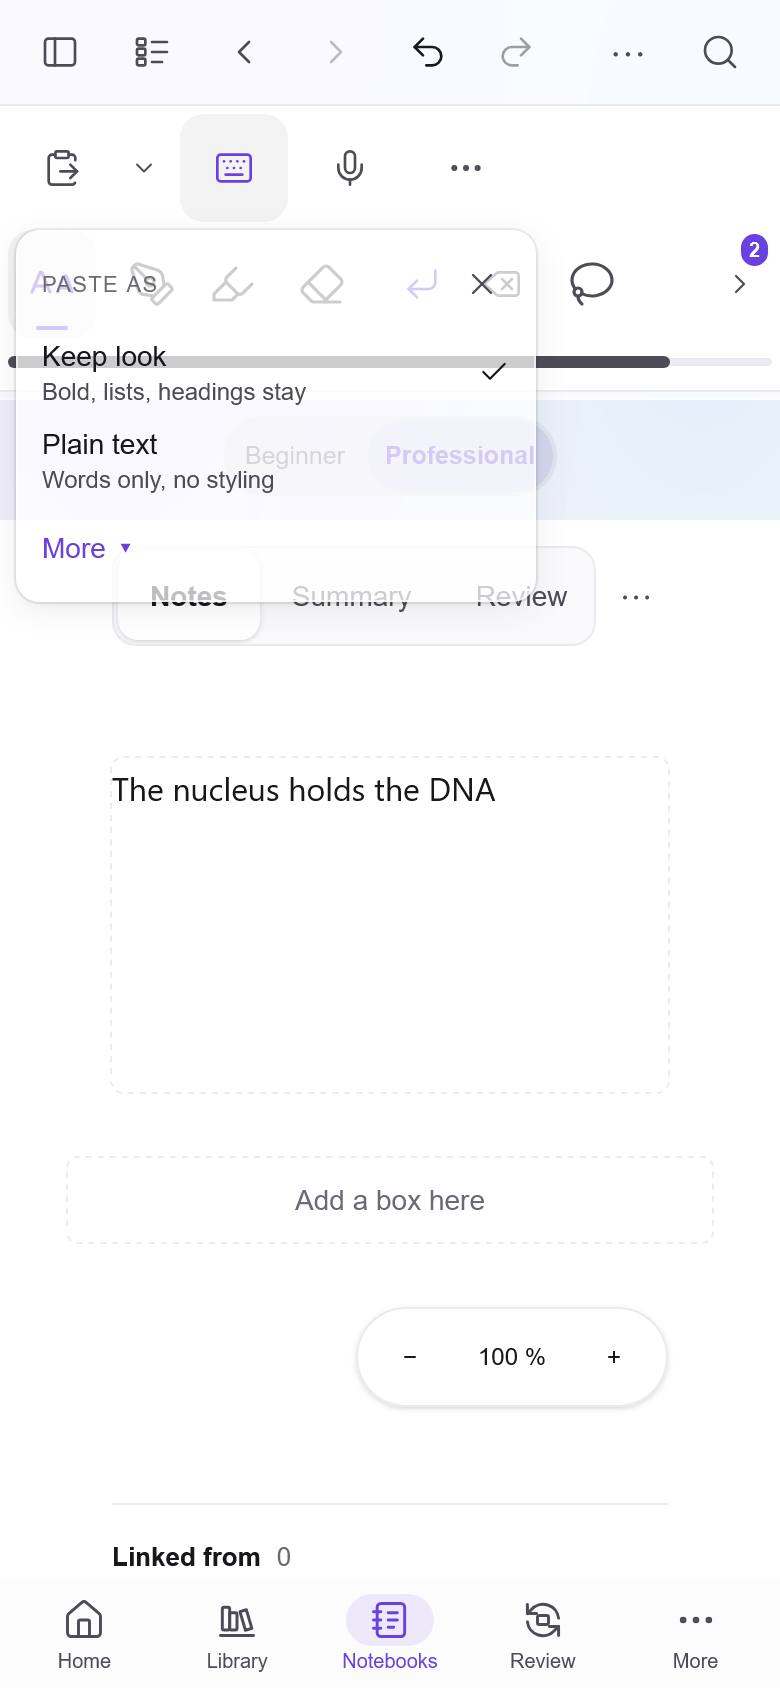 2
PASTE AS
Keep look
Bold, lists, headings stay
Plain text
Words only, no styling
More
Beginner
Professional
Notes
Summary
Review
The nucleus holds the DNA
Add a box here
− 100 % +
Linked from 0
Home
Library
Notebooks
Review
More